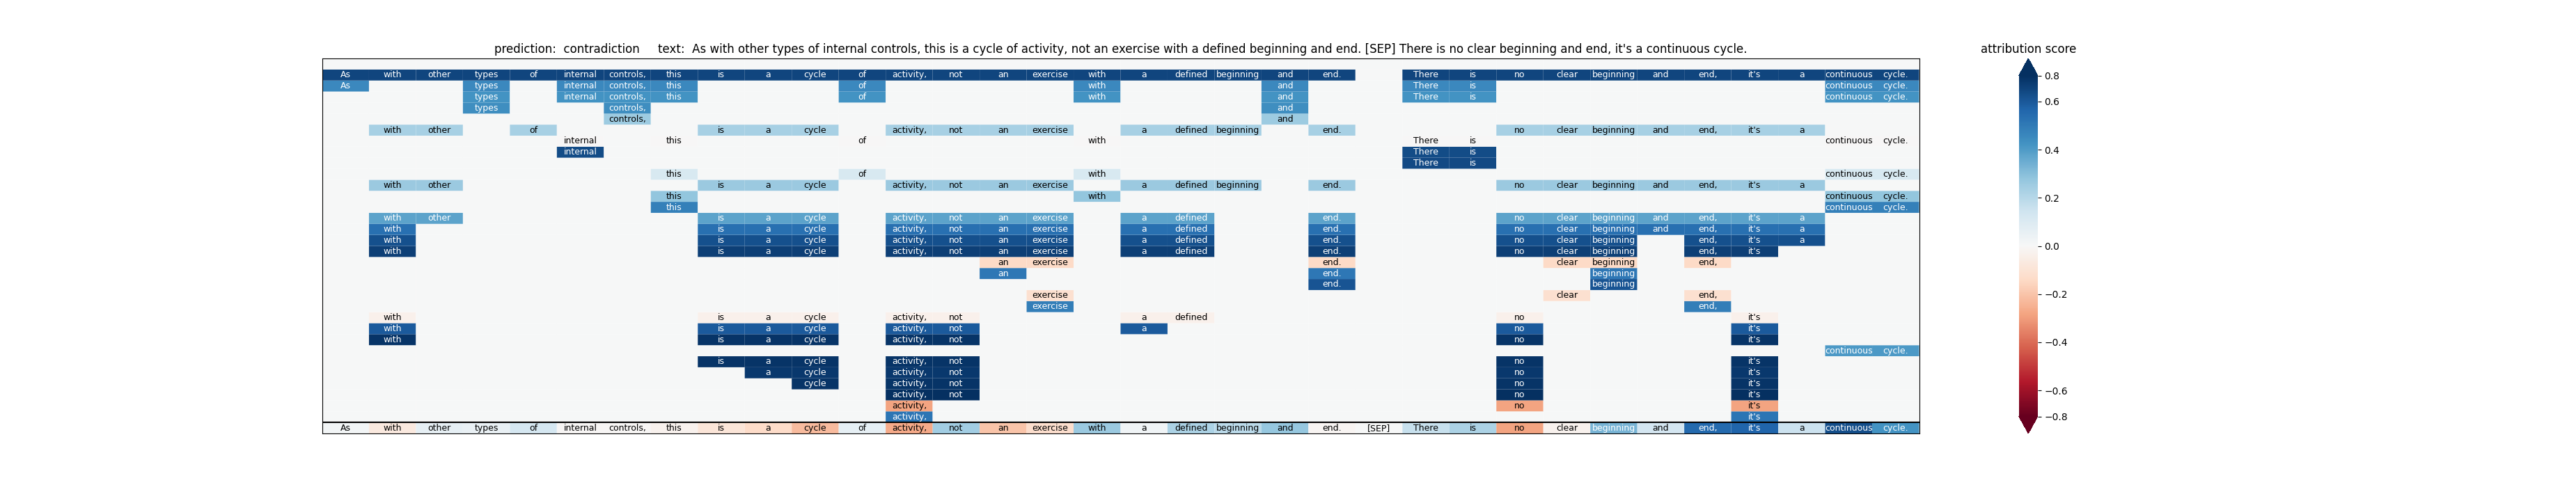 prediction: contradiction text: As with other types of internal controls, this is a cycle of activity, not an exercise with a defined beginning and end. [SEP] There is no clear beginning and end, it's a continuous cycle.
attribution score
As with other types of internal controls, this is a cycle of activity, not an exercise with a defined beginning and end. There is no clear beginning and end, it's a continuous cycle.
As types internal controls, this of with and There is continuous cycle.
types internal controls, this of with and There is continuous cycle.
types controls, and
controls, and
with other of is a cycle activity, not an exercise a defined beginning end. no clear beginning and end, it's a
internal this of with There is continuous cycle.
internal There is
There is
this of with continuous cycle.
with other is a cycle activity, not an exercise a defined beginning end. no clear beginning and end, it's a
this with continuous cycle.
this continuous cycle.
with other is a cycle activity, not an exercise a defined end. no clear beginning and end, it's a
with is a cycle activity, not an exercise a defined end. no clear beginning and end, it's a
with is a cycle activity, not an exercise a defined end. no clear beginning end, it's a
with is a cycle activity, not an exercise a defined end. no clear beginning end, it's
an exercise end. clear beginning end,
an end. beginning
end. beginning
exercise clear end,
exercise end,
with is a cycle activity, not a defined no it's
with is a cycle activity, not a no it's
with is a cycle activity, not no it's
continuous cycle.
is a cycle activity, not no it's
a cycle activity, not no it's
cycle activity, not no it's
activity, not no it's
activity, no it's
activity, it's
As with other types of internal controls, this is a cycle of activity, not an exercise with a defined beginning and end. [SEP] There is no clear beginning and end, it's a continuous cycle.
0.8
0.6
0.4
0.2
0.0
−0.2
−0.4
−0.6
−0.8